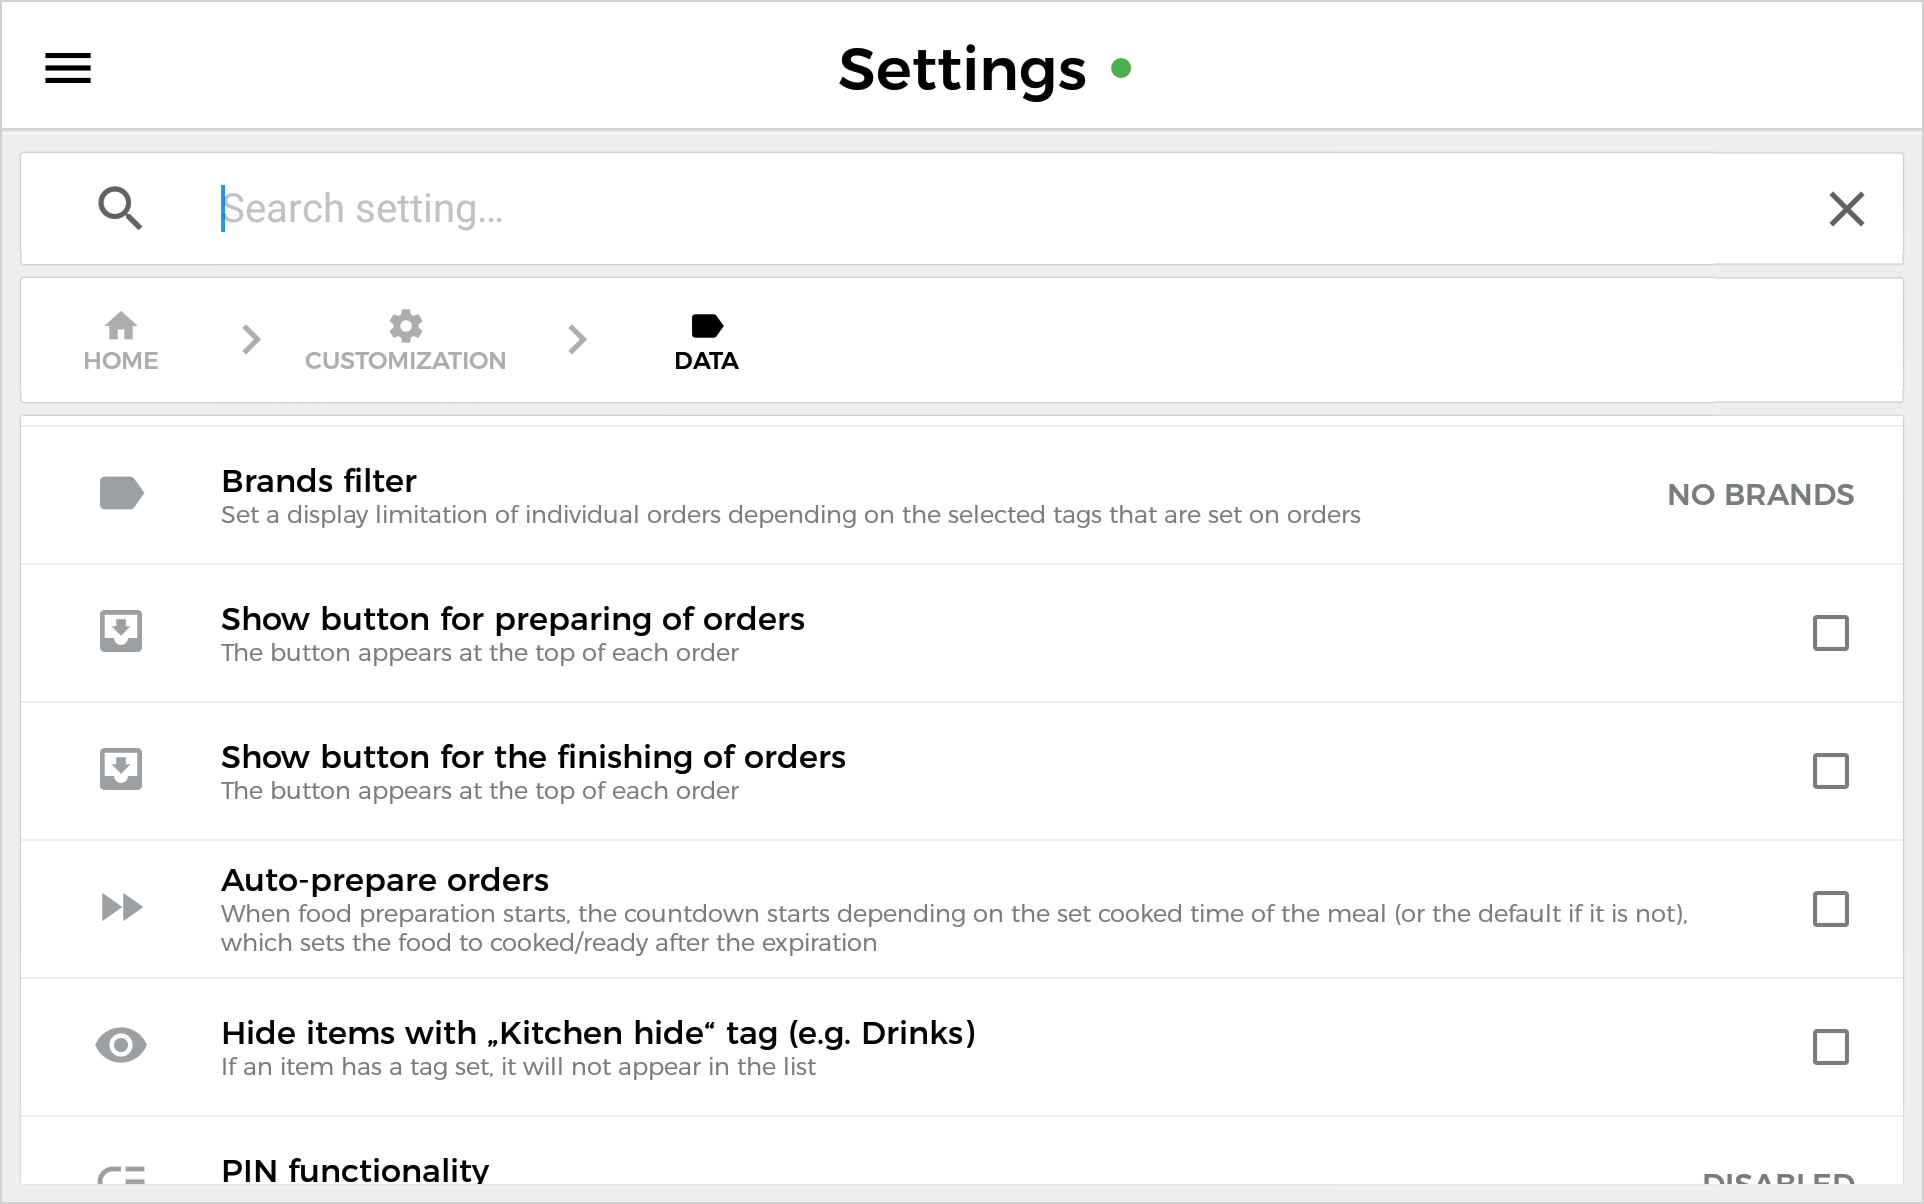 Settings
Search setting...
HOME
CUSTOMIZATION
DATA
Brands filter
Set a display limitation of individual orders depending on the selected tags that are set on orders
NO BRANDS
Show button for preparing of orders
The button appears at the top of each order
Show button for the finishing of orders
The button appears at the top of each order
Auto-prepare orders
When food preparation starts, the countdown starts depending on the set cooked time of the meal (or the default if it is not),
which sets the food to cooked/ready after the expiration
Hide items with „Kitchen hide“ tag (e.g. Drinks)
If an item has a tag set, it will not appear in the list
PIN functionality
DISABLED